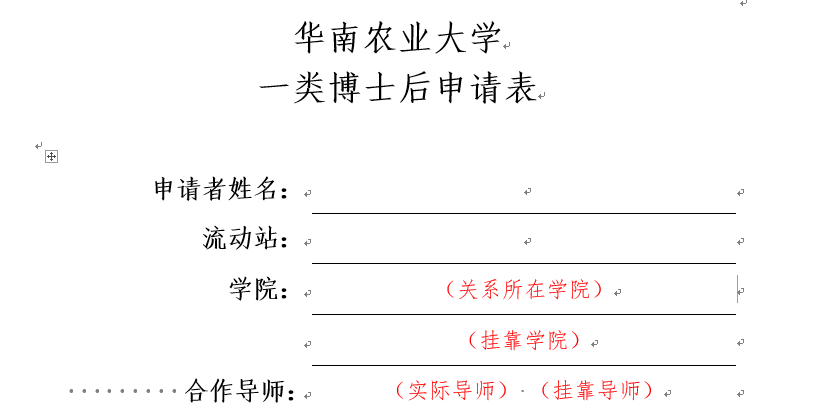 华南农业大学
一类博士后申请表
申请者姓名：
流动站：
学院：（关系所在学院）
（挂靠学院）
合作导师：（实际导师）（挂靠导师）